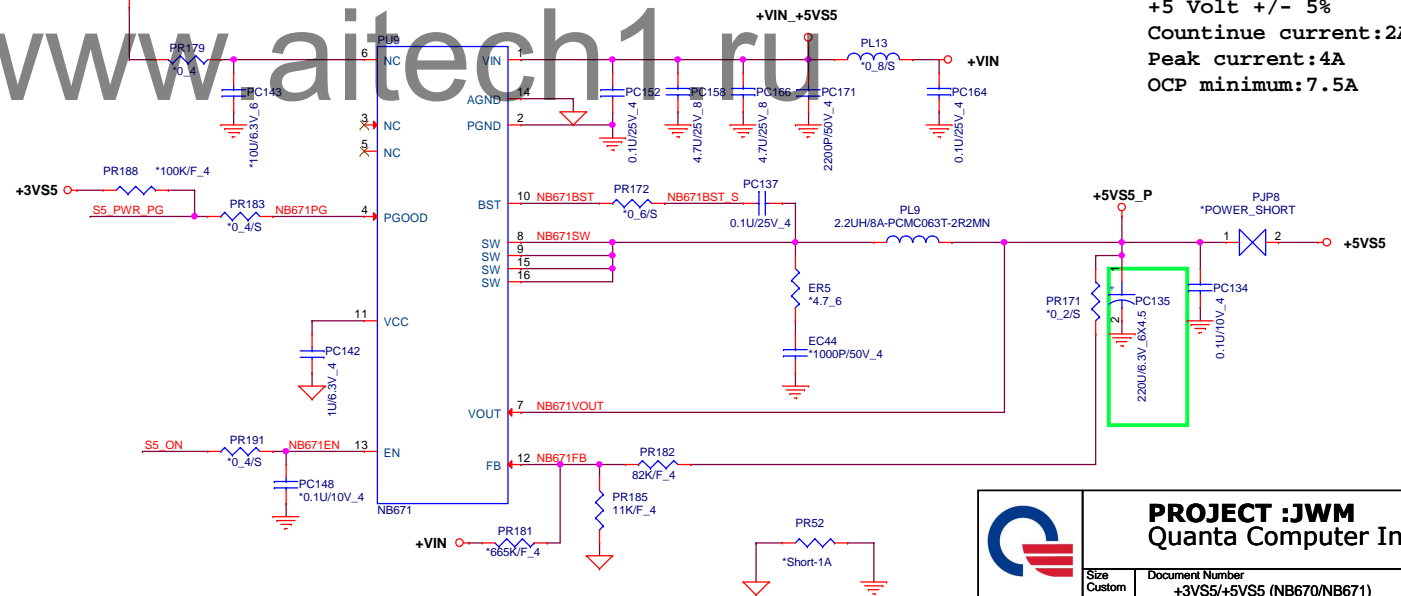 www.aitech1.ru
+5 Volt +/- 5%
Countinue current:2A
Peak current:4A
OCP minimum:7.5A
+VIN_+5VS5
PR179
*0_4
PC143
*10U/6.3V_6
PU9
6
NC
VIN
1
14
AGND
2
PGND
3
NC
5
NC
PC152
0.1U/25V_4
PC158
4.7U/25V_8
PC166
4.7U/25V_8
PC171
2200P/50V_4
PL13
*0_8/S
+VIN
PC164
0.1U/25V_4
PR188
*100K/F_4
+3VS5
S5_PWR_PG
PR183
*0_4/S
NB671PG
4
PGOOD
BST
10
NB671BST
PR172
*0_6/S
NB671BST_S
PC137
0.1U/25V_4
SW
8
NB671SW
SW
9
SW
15
SW
16
PL9
2.2UH/8A-PCMC063T-2R2MN
+5VS5_P
PJP8
*POWER_SHORT
1
2
+5VS5
ER5
*4.7_6
EC44
*1000P/50V_4
PR171
*0_2/S
1
+
PC135
2
220U/6.3V_6X4.5
PC134
0.1U/10V_4
11
VCC
PC142
1U/6.3V_4
VOUT
7
NB671VOUT
S5_ON
PR191
*0_4/S
NB671EN
13
EN
PC148
*0.1U/10V_4
FB
12
NB671FB
PR182
82K/F_4
PR185
11K/F_4
NB671
+VIN
PR181
*665K/F_4
PR52
*Short-1A
PROJECT :JWM
Quanta Computer In
Size
Custom
Document Number
+3VS5/+5VS5 (NB670/NB671)